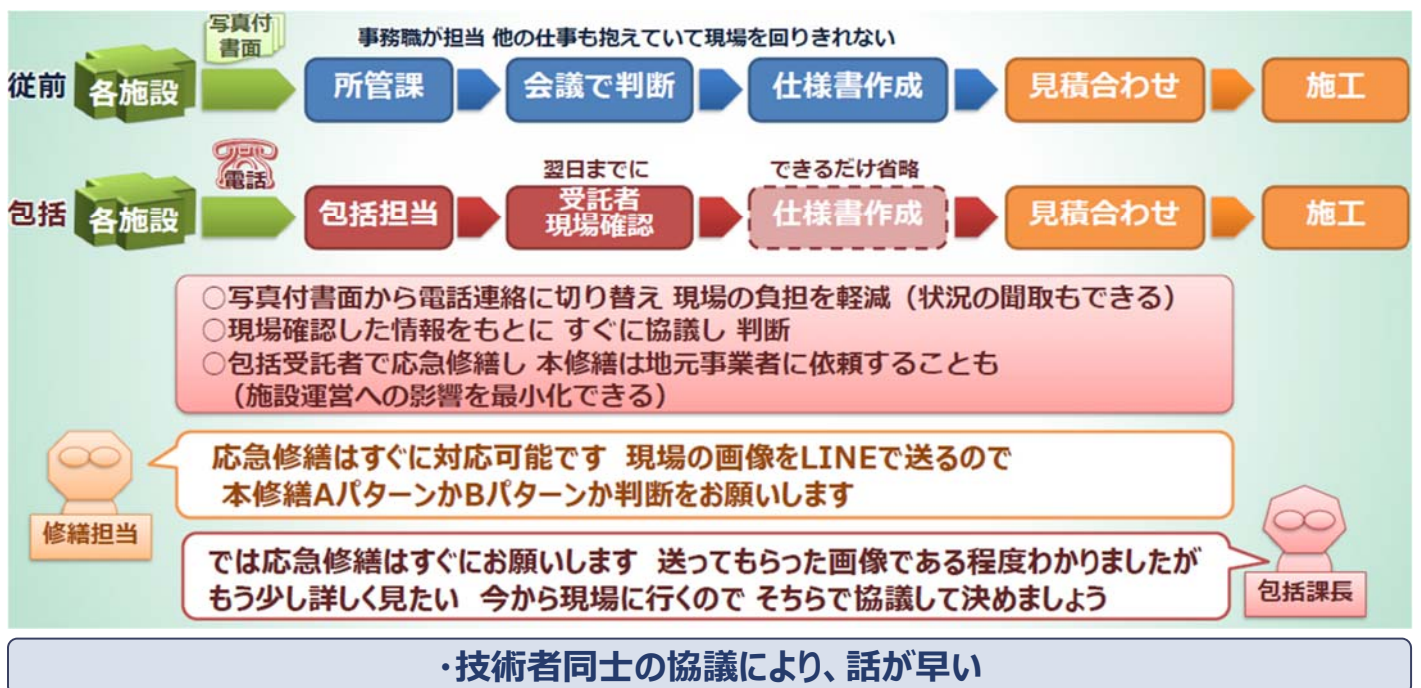 写真付
書面
事務職が担当 他の仕事も抱えていて現場を回りきれない
従前 各施設 所管課 会議で判断 仕様書作成 見積合わせ 施工
電話
翌日までに
できるだけ省略
包括 各施設 包括担当 受託者
現場確認 仕様書作成 見積合わせ 施工
○写真付書面から電話連絡に切り替え 現場の負担を軽減（状況の聞取もできる）
○現場確認した情報をもとに すぐに協議し 判断
○包括受託者で応急修繕し 本修繕は地元事業者に依頼することも
（施設運営への影響を最小化できる）
応急修繕はすぐに対応可能です 現場の画像をLINEで送るので
本修繕AパターンかBパターンか判断をお願いします
修繕担当
では応急修繕はすぐにお願いします 送ってもらった画像である程度わかりましたが
もう少し詳しく見たい 今から現場に行くので そちらで協議して決めましょう
包括課長
・技術者同士の協議により、話が早い